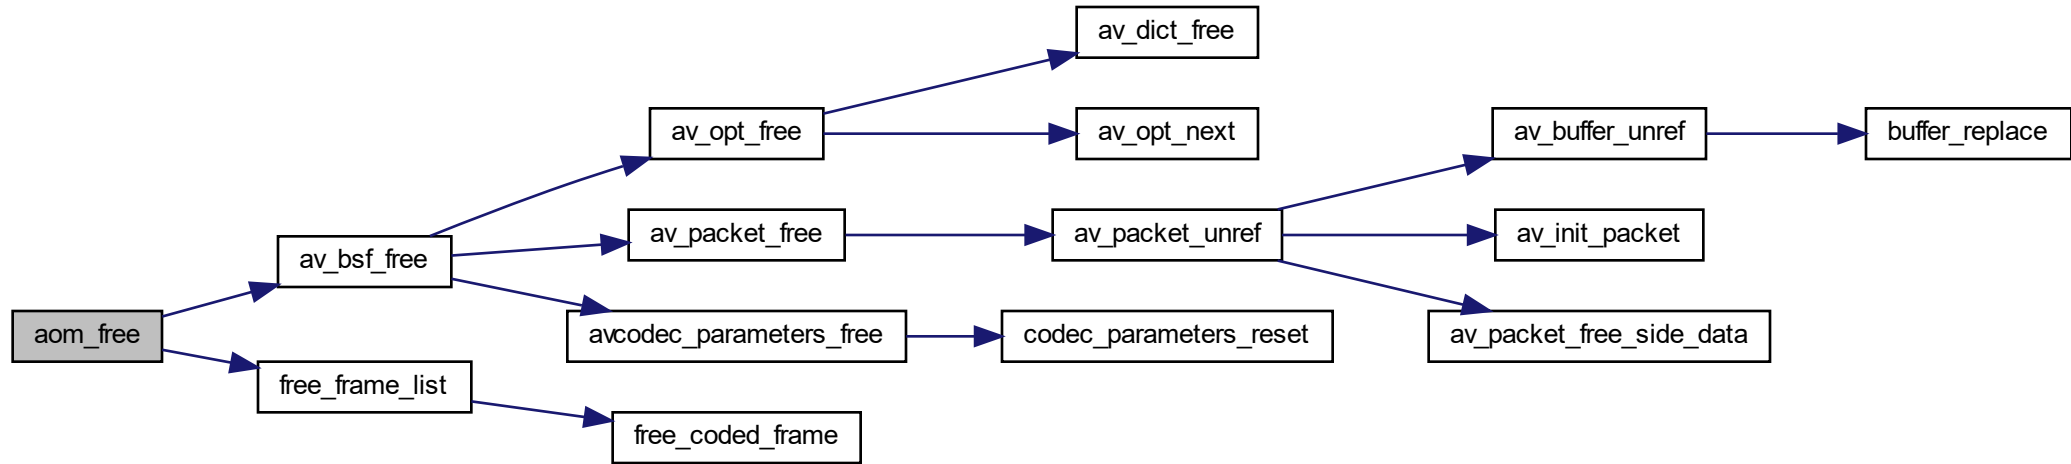 av_dict_free
av_opt_free
av_opt_next
av_buffer_unref
buffer_replace
av_bsf_free
av_packet_free
av_packet_unref
av_init_packet
aom_free
avcodec_parameters_free
codec_parameters_reset
av_packet_free_side_data
free_frame_list
free_coded_frame